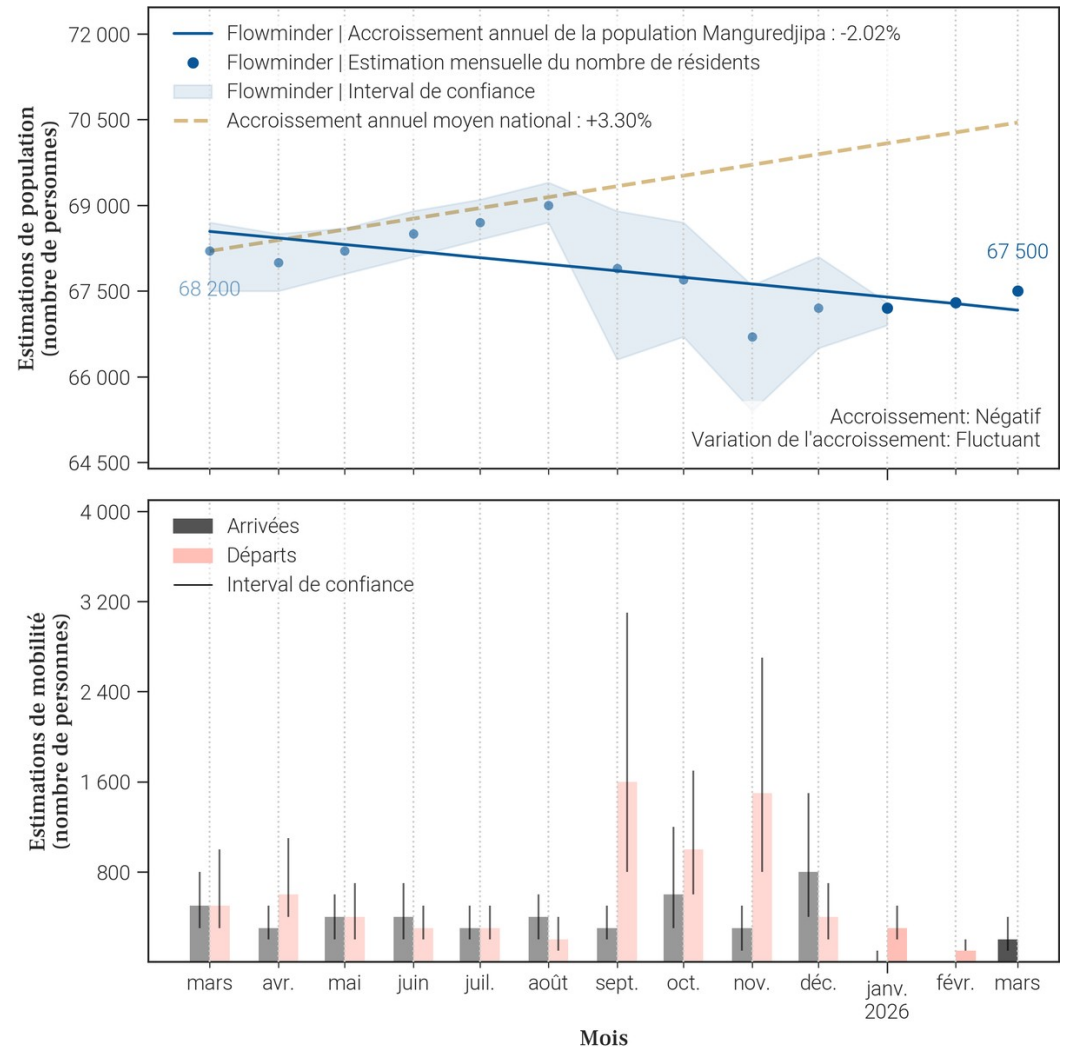 Flowminder | Accroissement annuel de la population Manguredjipa : -2.02%
Flowminder | Estimation mensuelle du nombre de résidents
Flowminder | Interval de confiance
Accroissement annuel moyen national : +3.30%
72 000
70 500
69 000
67 500
66 000
64 500
Estimations de population
(nombre de personnes)
68 200
67 500
Accroissement: Négatif
Variation de l'accroissement: Fluctuant
Arrivées
Départs
Interval de confiance
4 000
3 200
2 400
1 600
800
Estimations de mobilité
(nombre de personnes)
mars avr. mai juin juil. août sept. oct. nov. déc. janv. févr. mars
2026
Mois